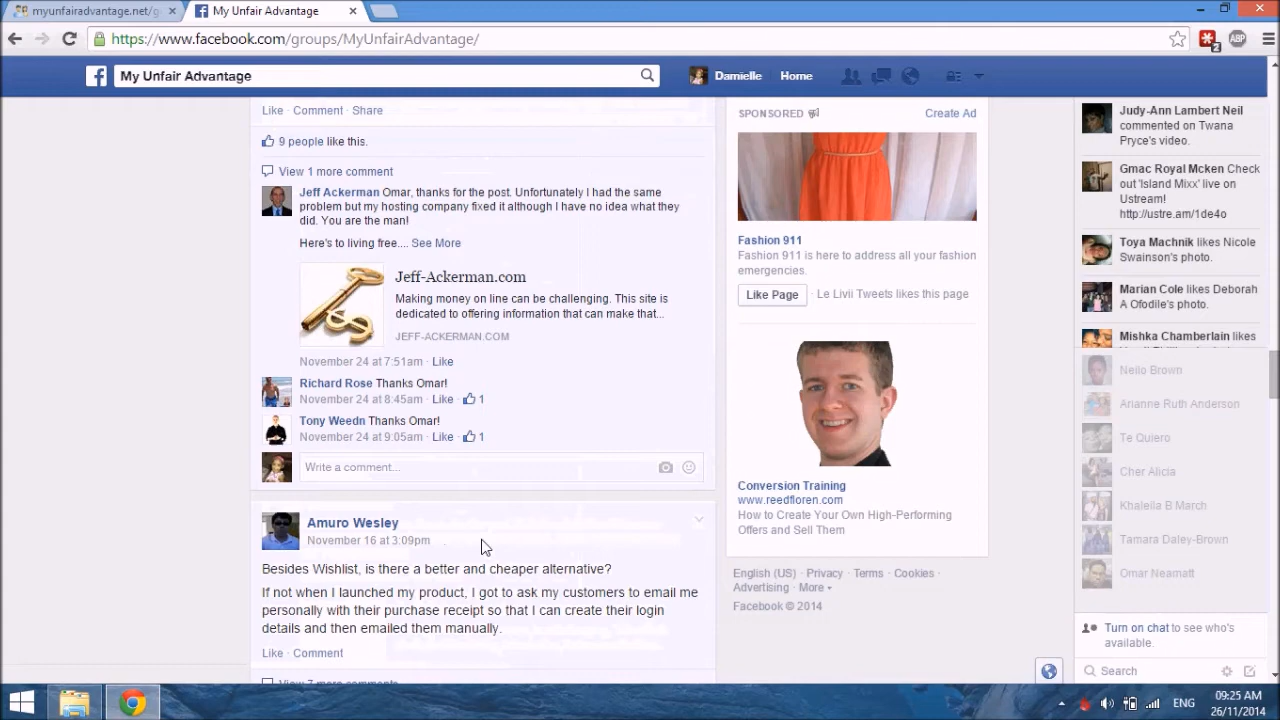 myunfairadvantage.net/g
My Unfair Advantage
https://www.facebook.com/groups/MyUnfairAdvantage/
2
ABP
My Unfair Advantage
Damielle
Home
Like · Comment · Share
9 people like this.
View 1 more comment
Jeff Ackerman Omar, thanks for the post. Unfortunately I had the same
problem but my hosting company fixed it although I have no idea what they
did. You are the man!
Here's to living free.... See More
Jeff-Ackerman.com
Making money on line can be challenging. This site is
dedicated to offering information that can make that...
JEFF-ACKERMAN.COM
November 24 at 7:51am · Like
Richard Rose Thanks Omar!
November 24 at 8:45am · Like · 1
Tony Weedn Thanks Omar!
November 24 at 9:05am · Like · 1
Write a comment...
Amuro Wesley
November 16 at 3:09pm
Besides Wishlist, is there a better and cheaper alternative?
If not when I launched my product, I got to ask my customers to email me
personally with their purchase receipt so that I can create their login
details and then emailed them manually.
Like · Comment
View 7 more comments
SPONSORED
Create Ad
Fashion 911
Fashion 911 is here to address all your fashion
emergencies.
Like Page · Le Livii Tweets likes this page
Conversion Training
www.reedfloren.com
How to Create Your Own High-Performing
Offers and Sell Them
English (US) · Privacy · Terms · Cookies ·
Advertising · More
Facebook © 2014
Judy-Ann Lambert Neil
commented on Twana
Pryce's video.
Gmac Royal Mcken Check
out 'Island Mixx' live on
Ustream!
http://ustre.am/1de4o
Toya Machnik likes Nicole
Swainson's photo.
Marian Cole likes Deborah
A Ofodile's photo.
Mishka Chamberlain likes
Neilo Brown
Arianne Ruth Anderson
Te Quiero
Cher Alicia
Khalella B March
Tamara Daley-Brown
Omar Neamatt
Turn on chat to see who's
available.
Search
ENG
09:25 AM
26/11/2014